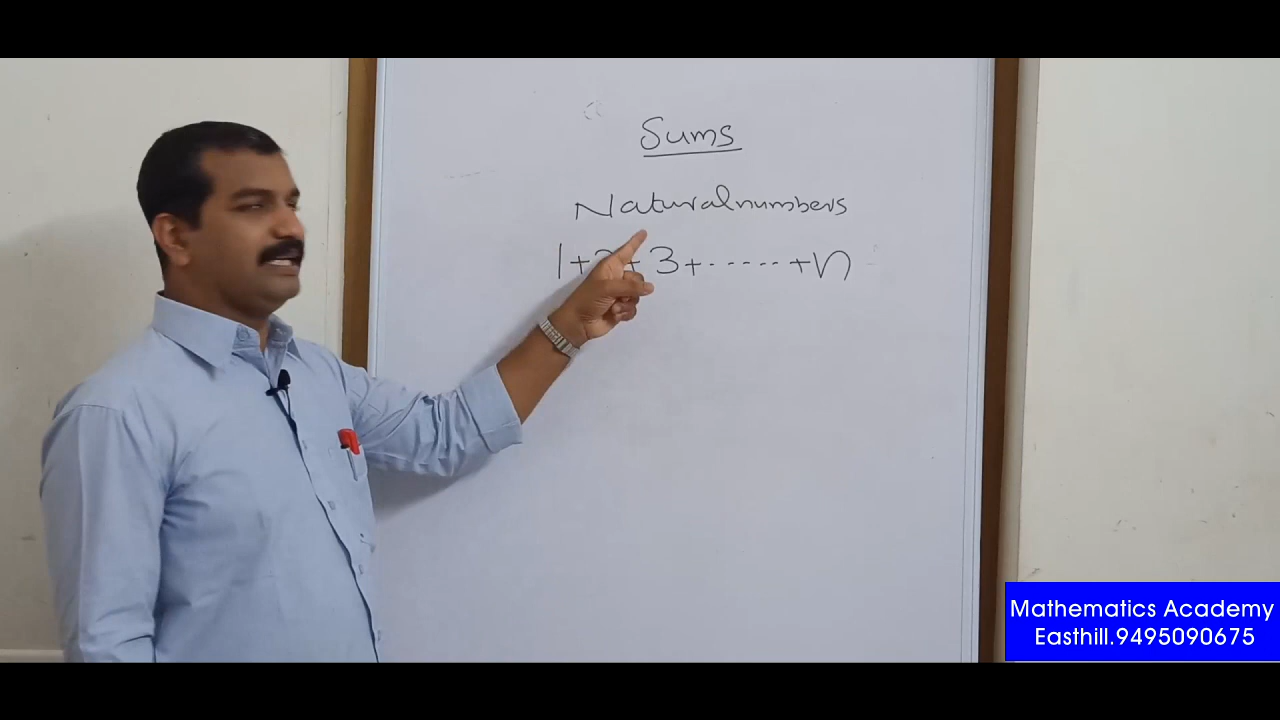 Sums
Natural numbers
1+2+3+------+n
Mathematics Academy
Easthill.9495090675